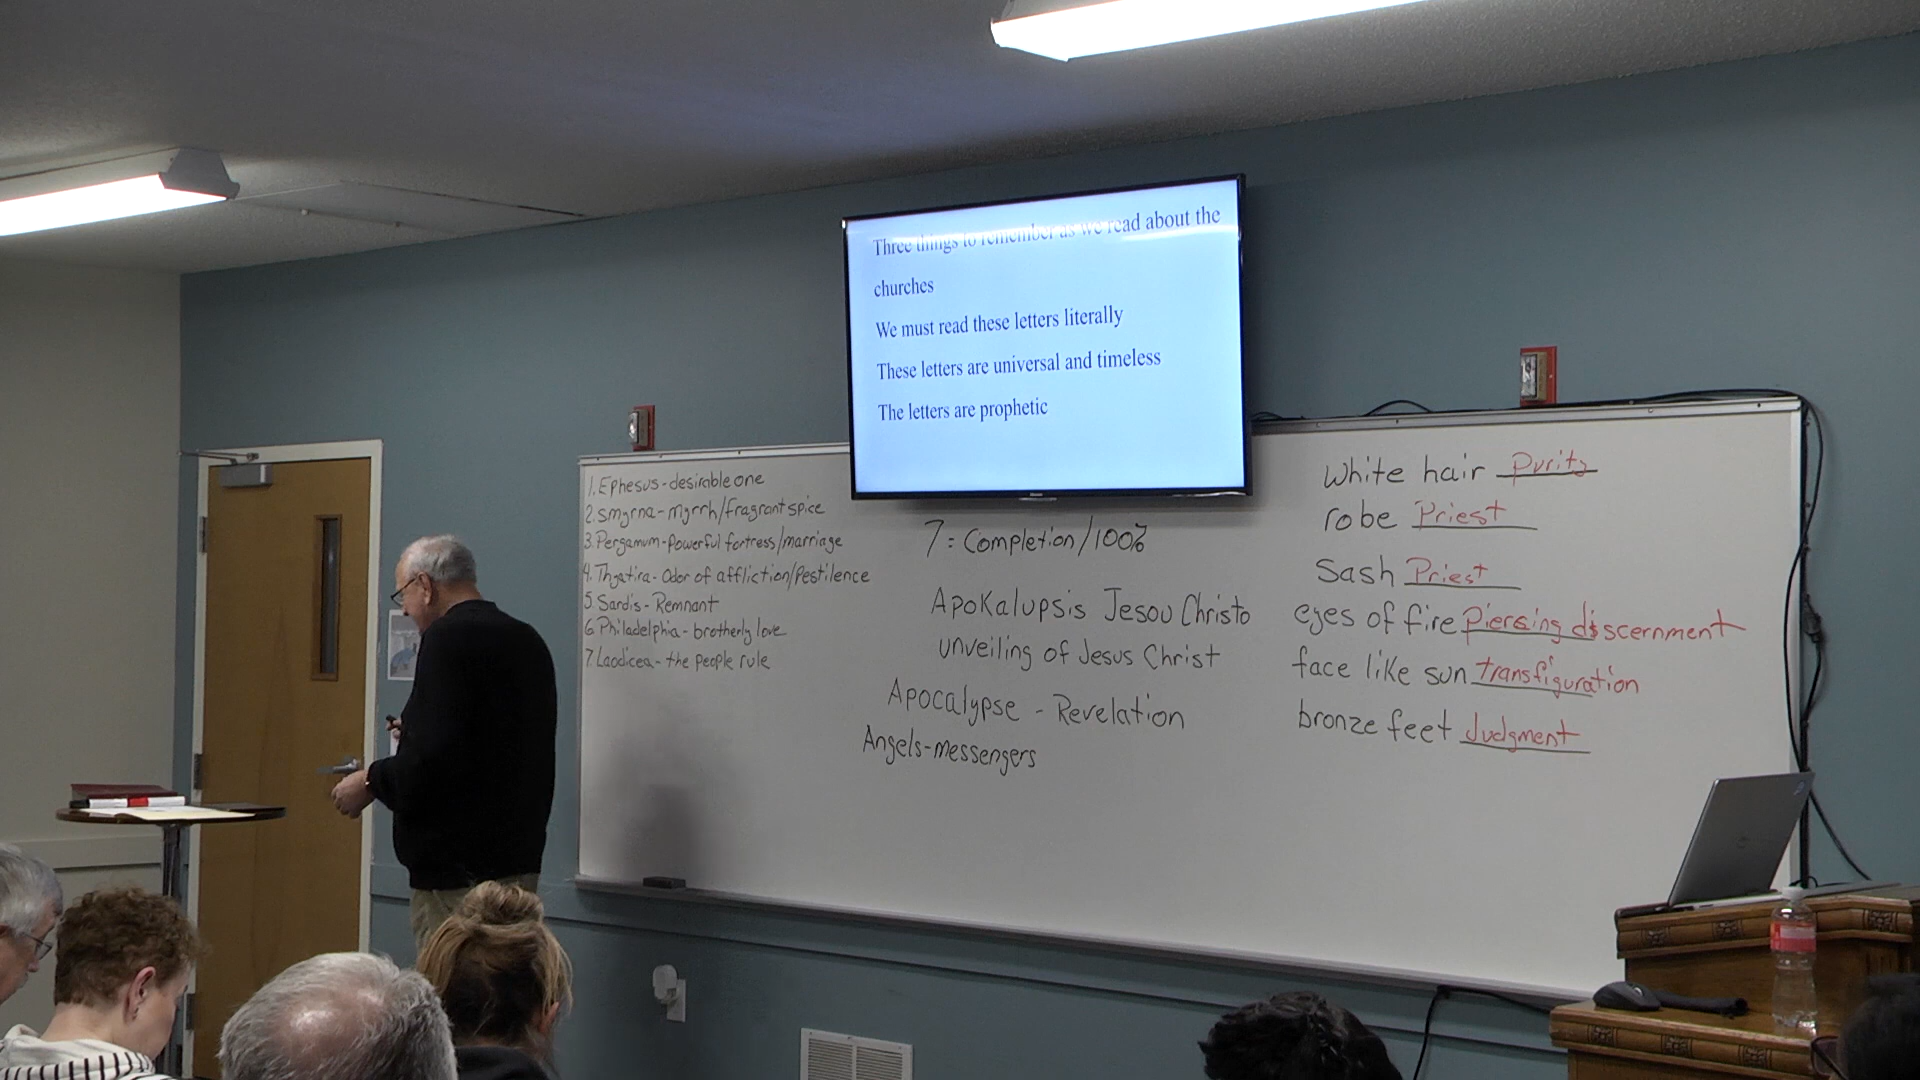 Three things to remember as we read about the
churches
We must read these letters literally
These letters are universal and timeless
The letters are prophetic
1. Ephesus - desirable one
2. Smyrna - myrrh/fragrant spice
3. Pergamum - powerful fortress/marriage
4. Thyatira - Odor of affliction/Pestilence
5. Sardis - Remnant
6. Philadelphia - brotherly love
7. Laodicea - the people rule
7 = Completion/100%
Apokalupsis Jesou Christo
unveiling of Jesus Christ
Apocalypse - Revelation
Angels - messengers
White hair Purity
robe Priest
Sash Priest
eyes of fire piercing discernment
face like sun transfiguration
bronze feet Judgment